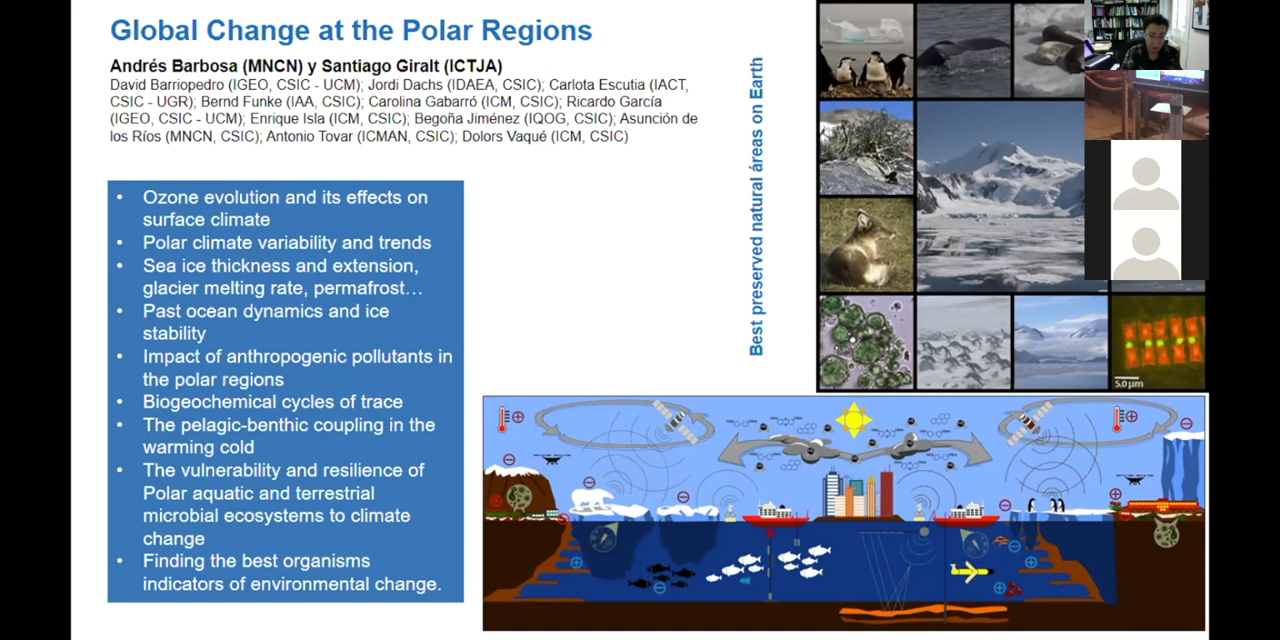 Global Change at the Polar Regions
Andrés Barbosa (MNCN) y Santiago Giralt (ICTJA)
David Barriopedro (IGEO, CSIC - UCM); Jordi Dachs (IDAEA, CSIC); Carlota Escutia (IACT,
CSIC - UGR); Bernd Funke (IAA, CSIC); Carolina Gabarró (ICM, CSIC); Ricardo García
(IGEO, CSIC - UCM); Enrique Isla (ICM, CSIC); Begoña Jiménez (IQOG, CSIC); Asunción de
los Ríos (MNCN, CSIC); Antonio Tovar (ICMAN, CSIC); Dolors Vaqué (ICM, CSIC)
• Ozone evolution and its effects on
surface climate
• Polar climate variability and trends
• Sea ice thickness and extension,
glacier melting rate, permafrost…
• Past ocean dynamics and ice
stability
• Impact of anthropogenic pollutants in
the polar regions
• Biogeochemical cycles of trace
• The pelagic-benthic coupling in the
warming cold
• The vulnerability and resilience of
Polar aquatic and terrestrial
microbial ecosystems to climate
change
• Finding the best organisms
indicators of environmental change.
Best preserved natural áreas on Earth
5.0 µm